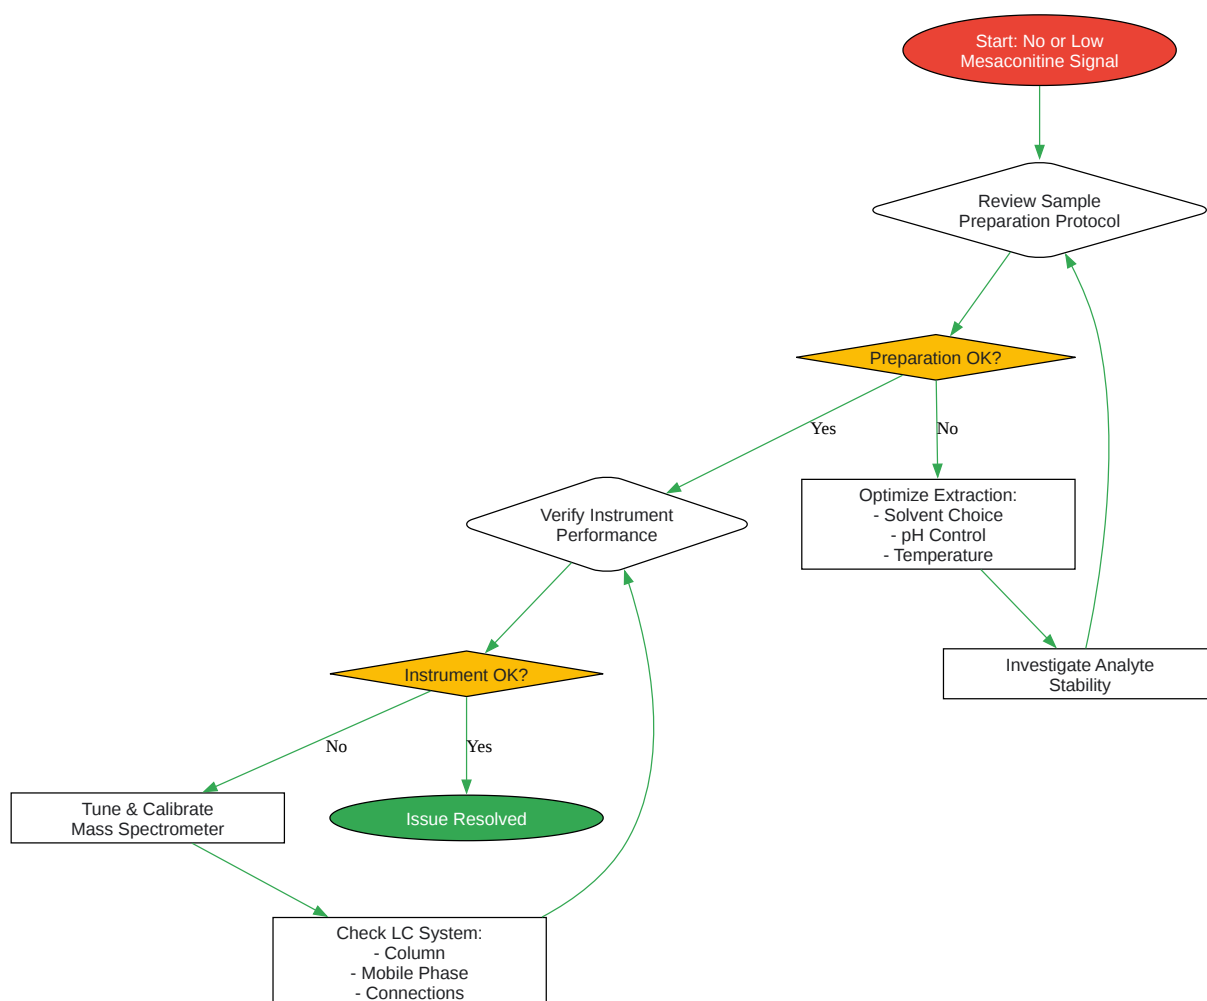 Start: No or Low
Mesaconitine Signal
Review Sample
Preparation Protocol
Preparation OK?
Yes
No
Verify Instrument
Performance
Optimize Extraction:
- Solvent Choice
- pH Control
- Temperature
Instrument OK?
Investigate Analyte
Stability
No
Yes
Tune & Calibrate
Mass Spectrometer
Issue Resolved
Check LC System:
- Column
- Mobile Phase
- Connections